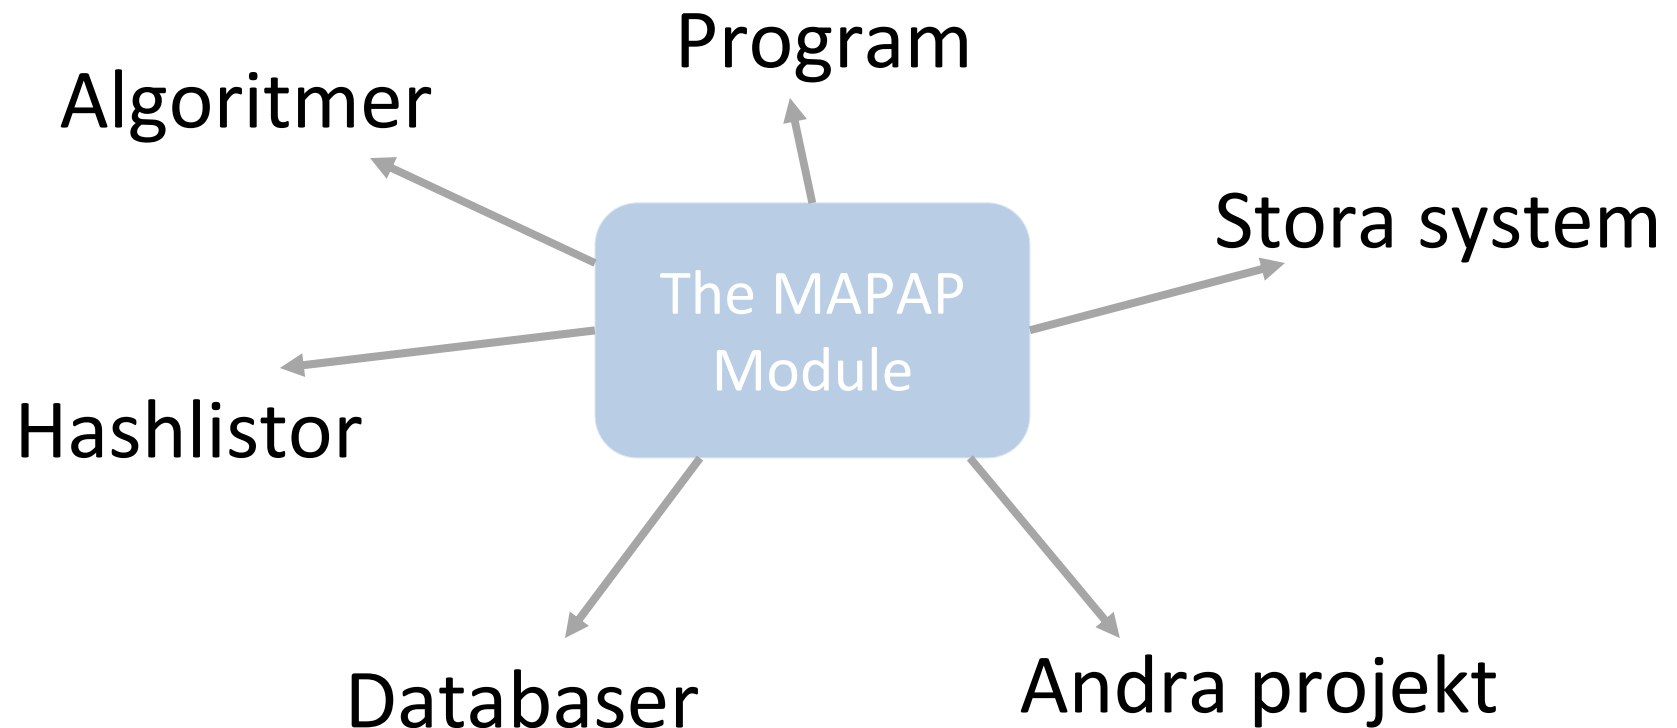 Program
Algoritmer
Stora system
The MAPAP
Module
Hashlistor
Databaser
Andra projekt